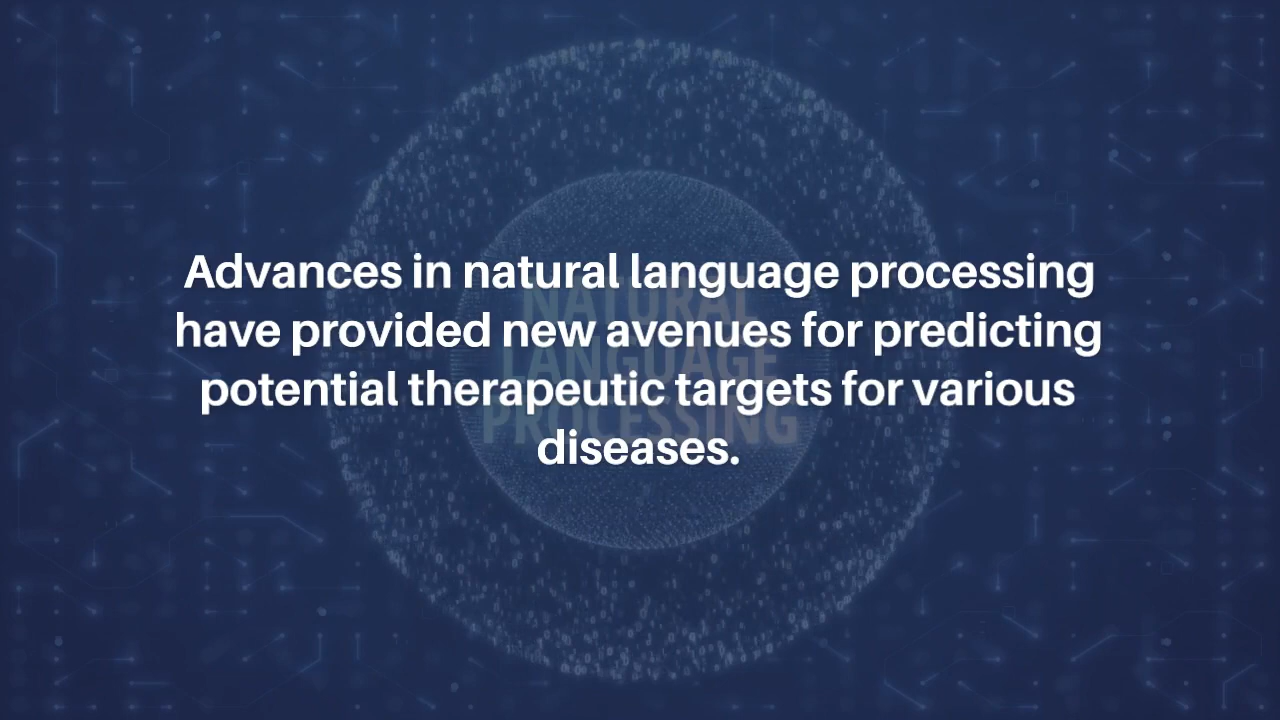 Advances in natural language processing
have provided new avenues for predicting
potential therapeutic targets for various
diseases.
NATURAL
LANGUAGE
PROCESSING